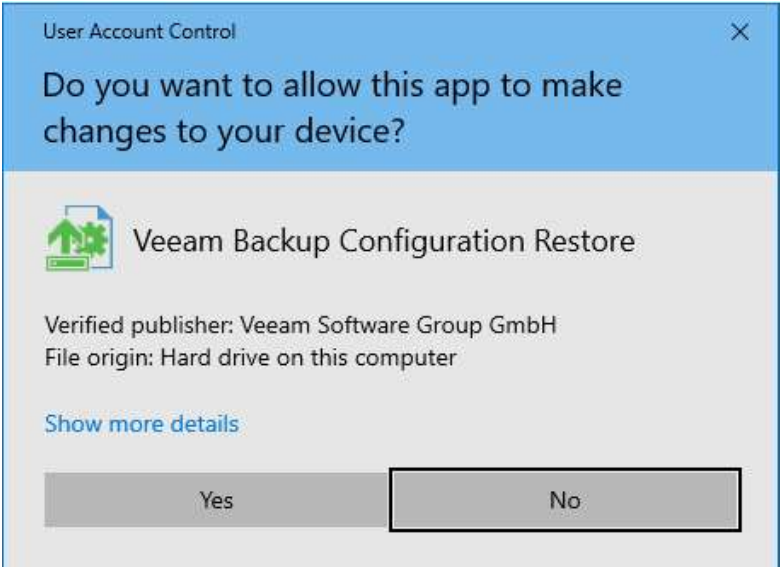 User Account Control
Do you want to allow this app to make
changes to your device?
Veeam Backup Configuration Restore
Verified publisher: Veeam Software Group GmbH
File origin: Hard drive on this computer
Show more details
Yes
No